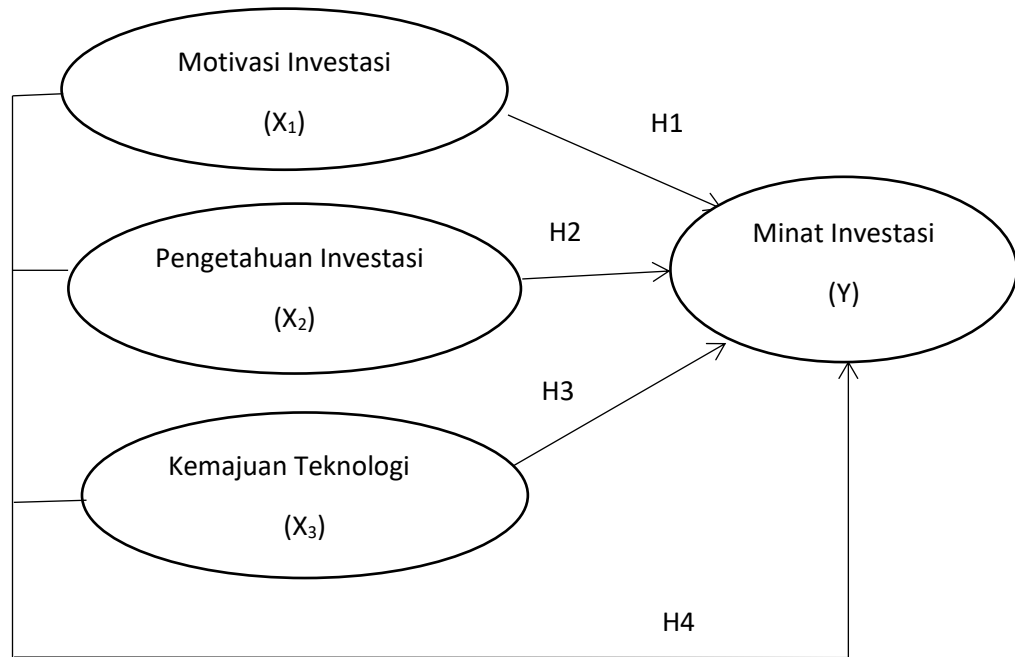 Motivasi Investasi
(X₁)
H1
Pengetahuan Investasi
(X₂)
H2
Minat Investasi
(Y)
Kemajuan Teknologi
(X₃)
H3
H4